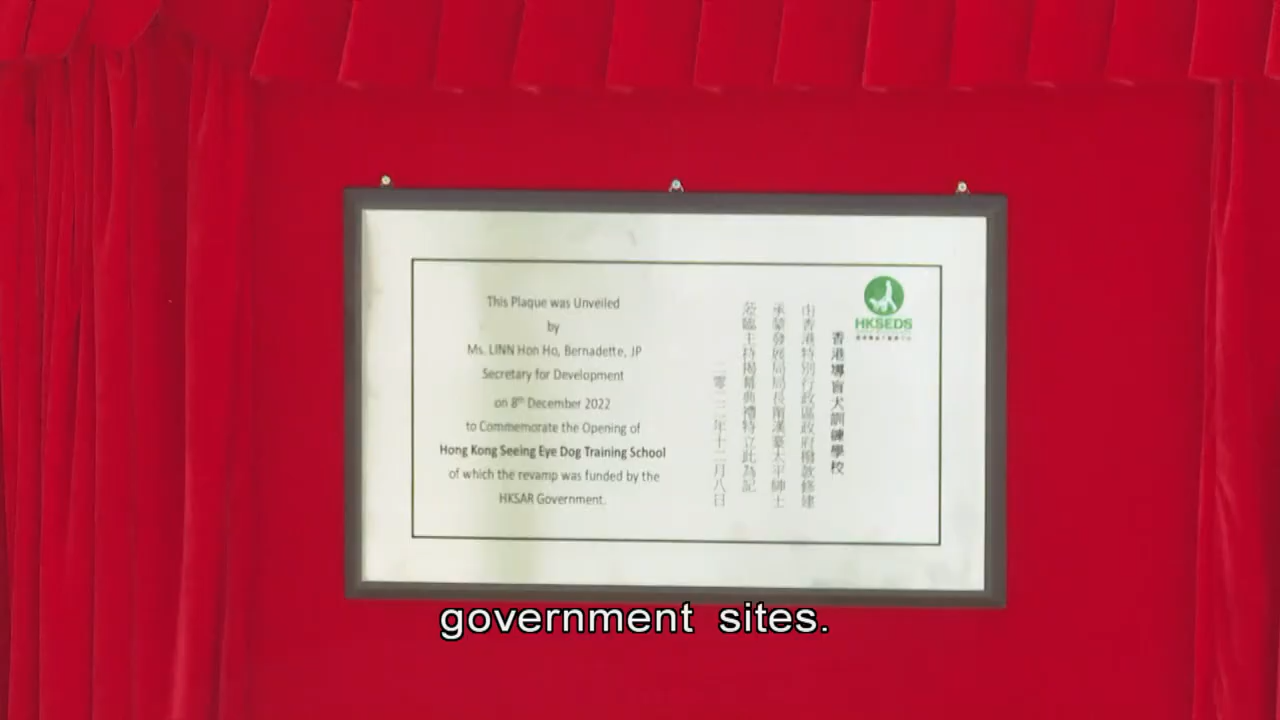 This Plaque was Unveiled
by
Ms. LINN Hon Ho, Bernadette, JP
Secretary for Development
on 8th December 2022
to Commemorate the Opening of
Hong Kong Seeing Eye Dog Training School
of which the revamp was funded by the
HKSAR Government.
HKSEDS
香港導盲犬訓練學校
由香港特別行政區政府撥款修建
承蒙發展局局長甯漢豪太平紳士
蒞臨主持揭幕典禮特立此為記
二零二二年十二月八日
government sites.